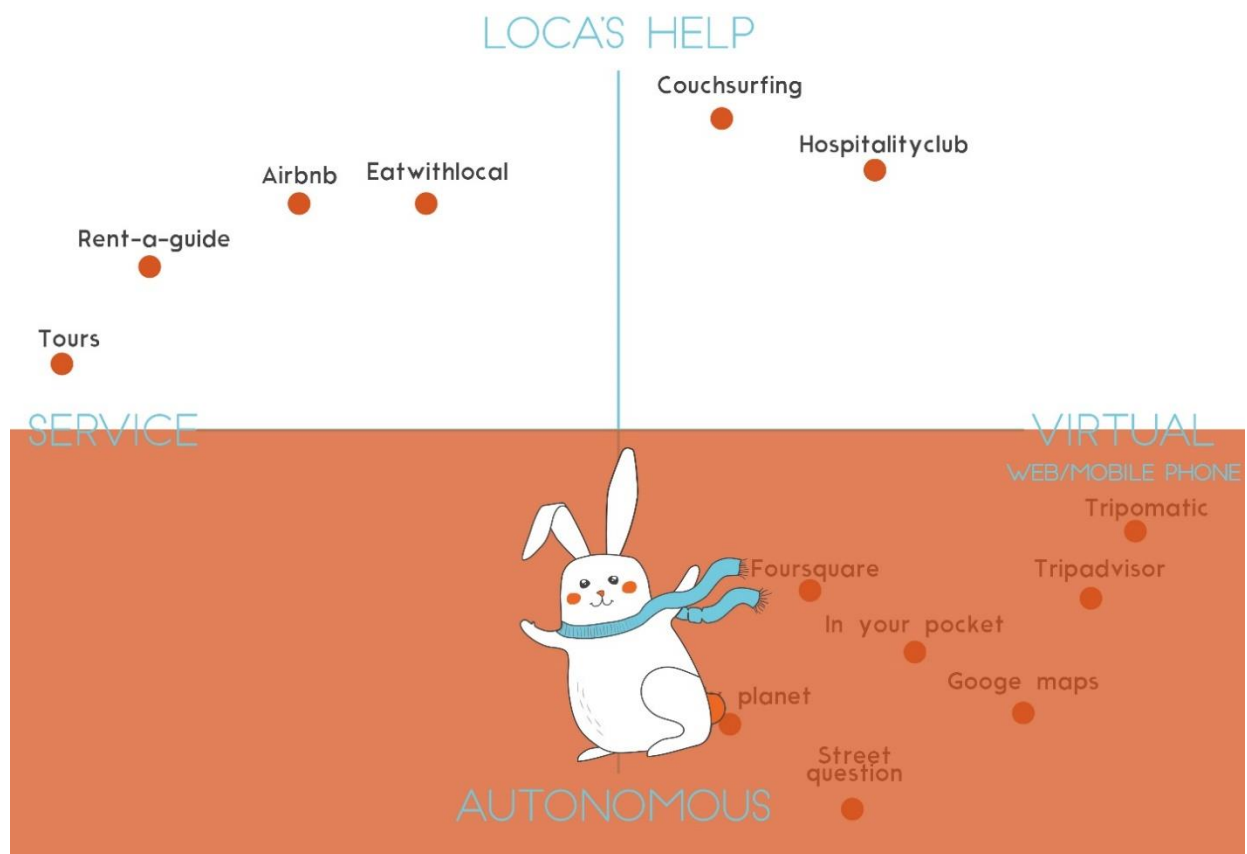 LOCA'S HELP
Couchsurfing
Hospitalityclub
Airbnb
Eatwithlocal
Rent-a-guide
Tours
SERVICE
VIRTUAL
WEB/MOBILE PHONE
Tripomatic
Foursquare
Tripadvisor
In your pocket
Googe maps
planet
Street
question
AUTONOMOUS